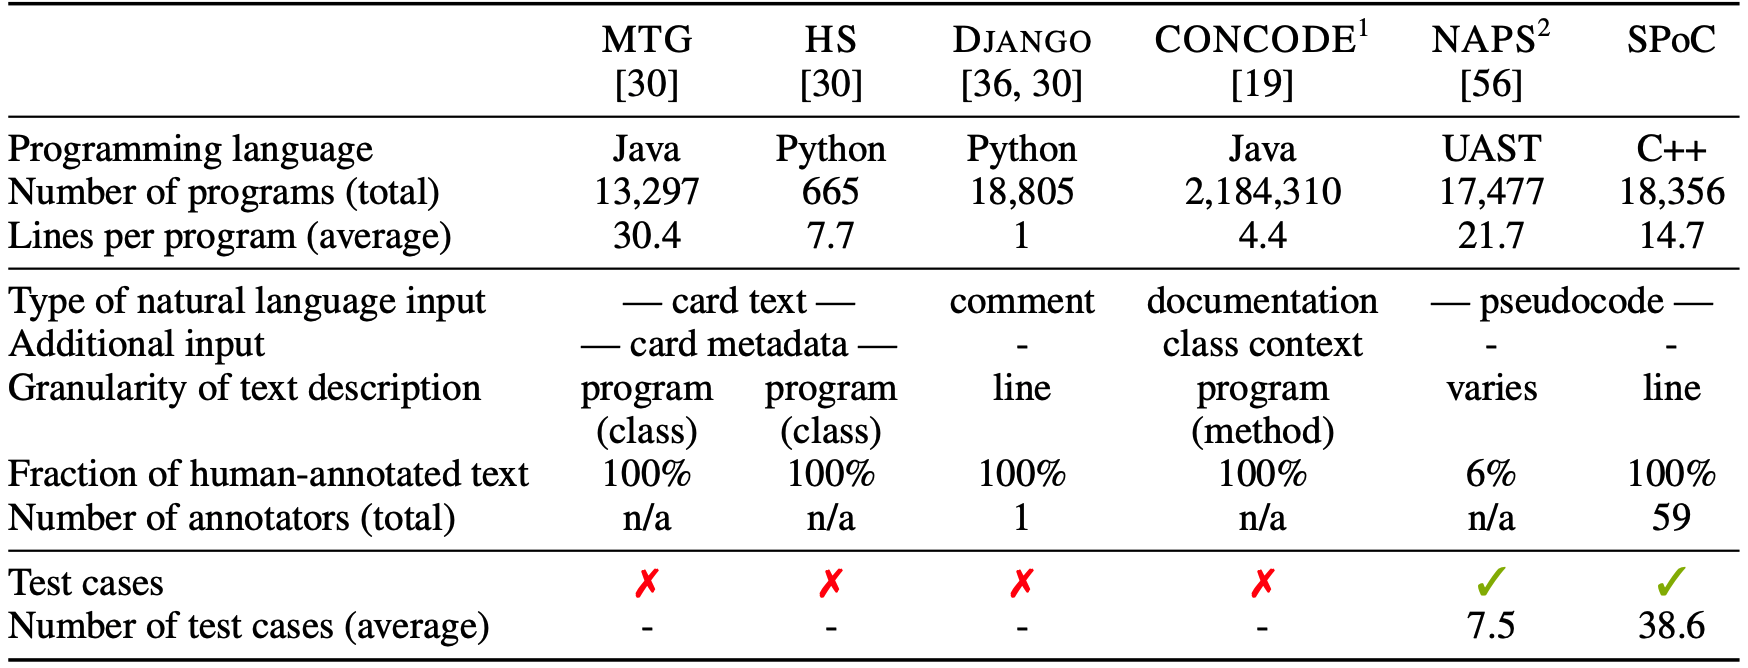 MTG HS DJANGO CONCODE1 NAPS2 SPoC
[30] [30] [36, 30] [19] [56]
Programming language Java Python Python Java UAST C++
Number of programs (total) 13,297 665 18,805 2,184,310 17,477 18,356
Lines per program (average) 30.4 7.7 1 4.4 21.7 14.7
Type of natural language input — card text — comment documentation — pseudocode —
Additional input — card metadata — - class context - -
Granularity of text description program program line program varies line
(class) (class) (method)
Fraction of human-annotated text 100% 100% 100% 100% 6% 100%
Number of annotators (total) n/a n/a 1 n/a n/a 59
Test cases ✗ ✗ ✗ ✗ ✓ ✓
Number of test cases (average) - - - - 7.5 38.6